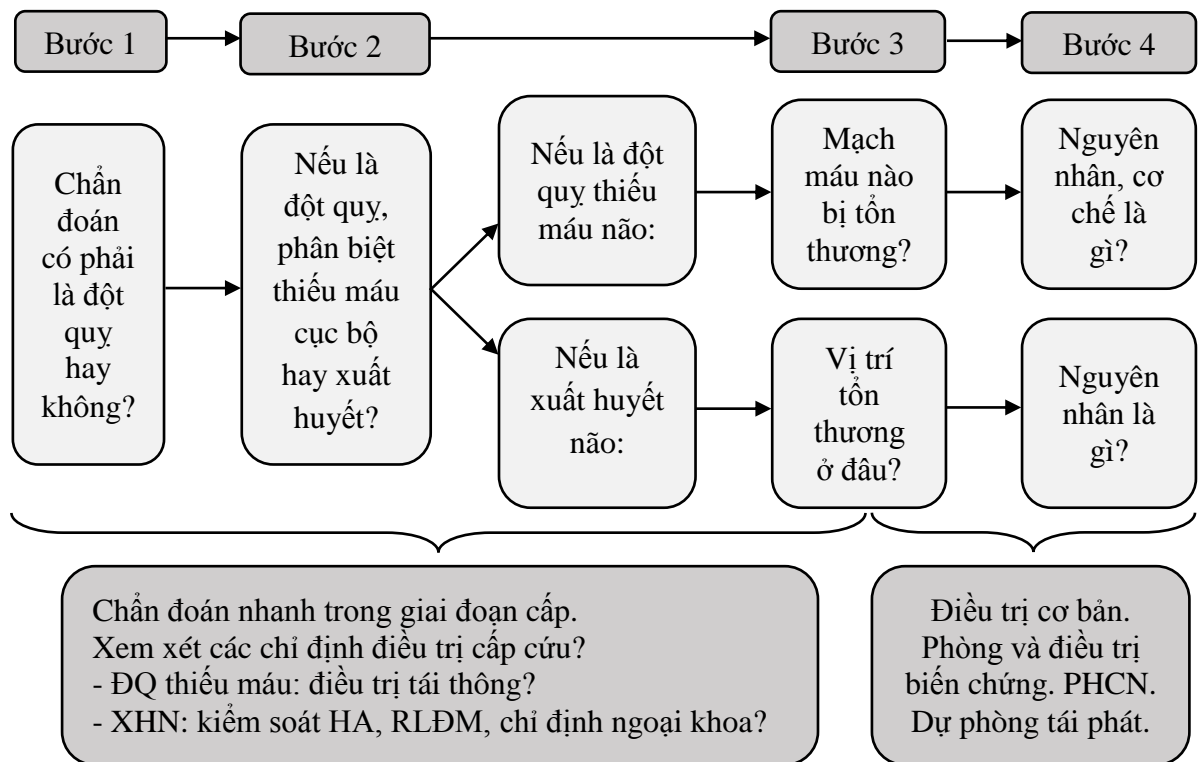 Bước 1
Bước 2
Bước 3
Bước 4
Chẩn
đoán
có phải
là đột
quỵ
hay
không?
Nếu là
đột quỵ,
phân biệt
thiếu máu
cục bộ
hay xuất
huyết?
Nếu là đột
quỵ thiếu
máu não:
Mạch
máu nào
bị tổn
thương?
Nguyên
nhân, cơ
chế là
gì?
Nếu là
xuất huyết
não:
Vị trí
tổn
thương
ở đâu?
Nguyên
nhân là
gì?
Chẩn đoán nhanh trong giai đoạn cấp.
Xem xét các chỉ định điều trị cấp cứu?
- ĐQ thiếu máu: điều trị tái thông?
- XHN: kiểm soát HA, RLĐM, chỉ định ngoại khoa?
Điều trị cơ bản.
Phòng và điều trị
biến chứng. PHCN.
Dự phòng tái phát.